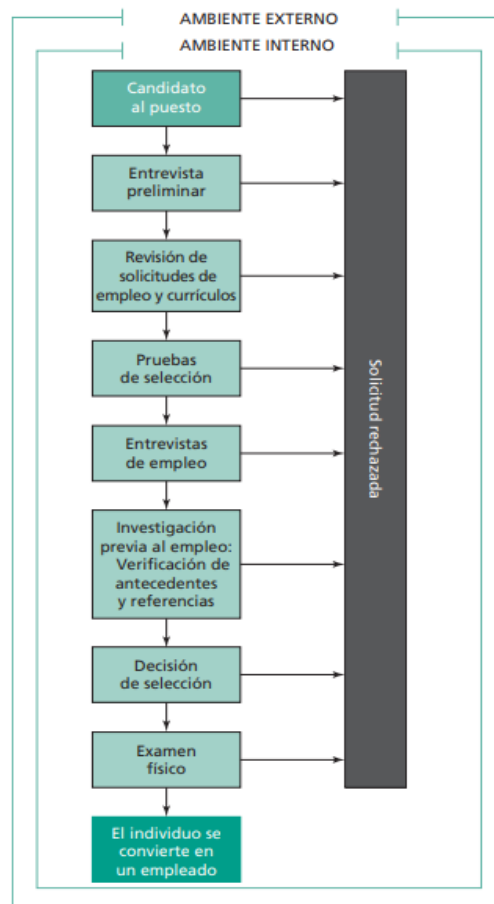 AMBIENTE EXTERNO
AMBIENTE INTERNO
Candidato
al puesto
Entrevista
preliminar
Revisión de
solicitudes de
empleo y currículos
Pruebas
de selección
Entrevistas
de empleo
Investigación
previa al empleo:
Verificación de
antecedentes
y referencias
Decisión
de selección
Examen
físico
El individuo se
convierte en
un empleado
Solicitud rechazada